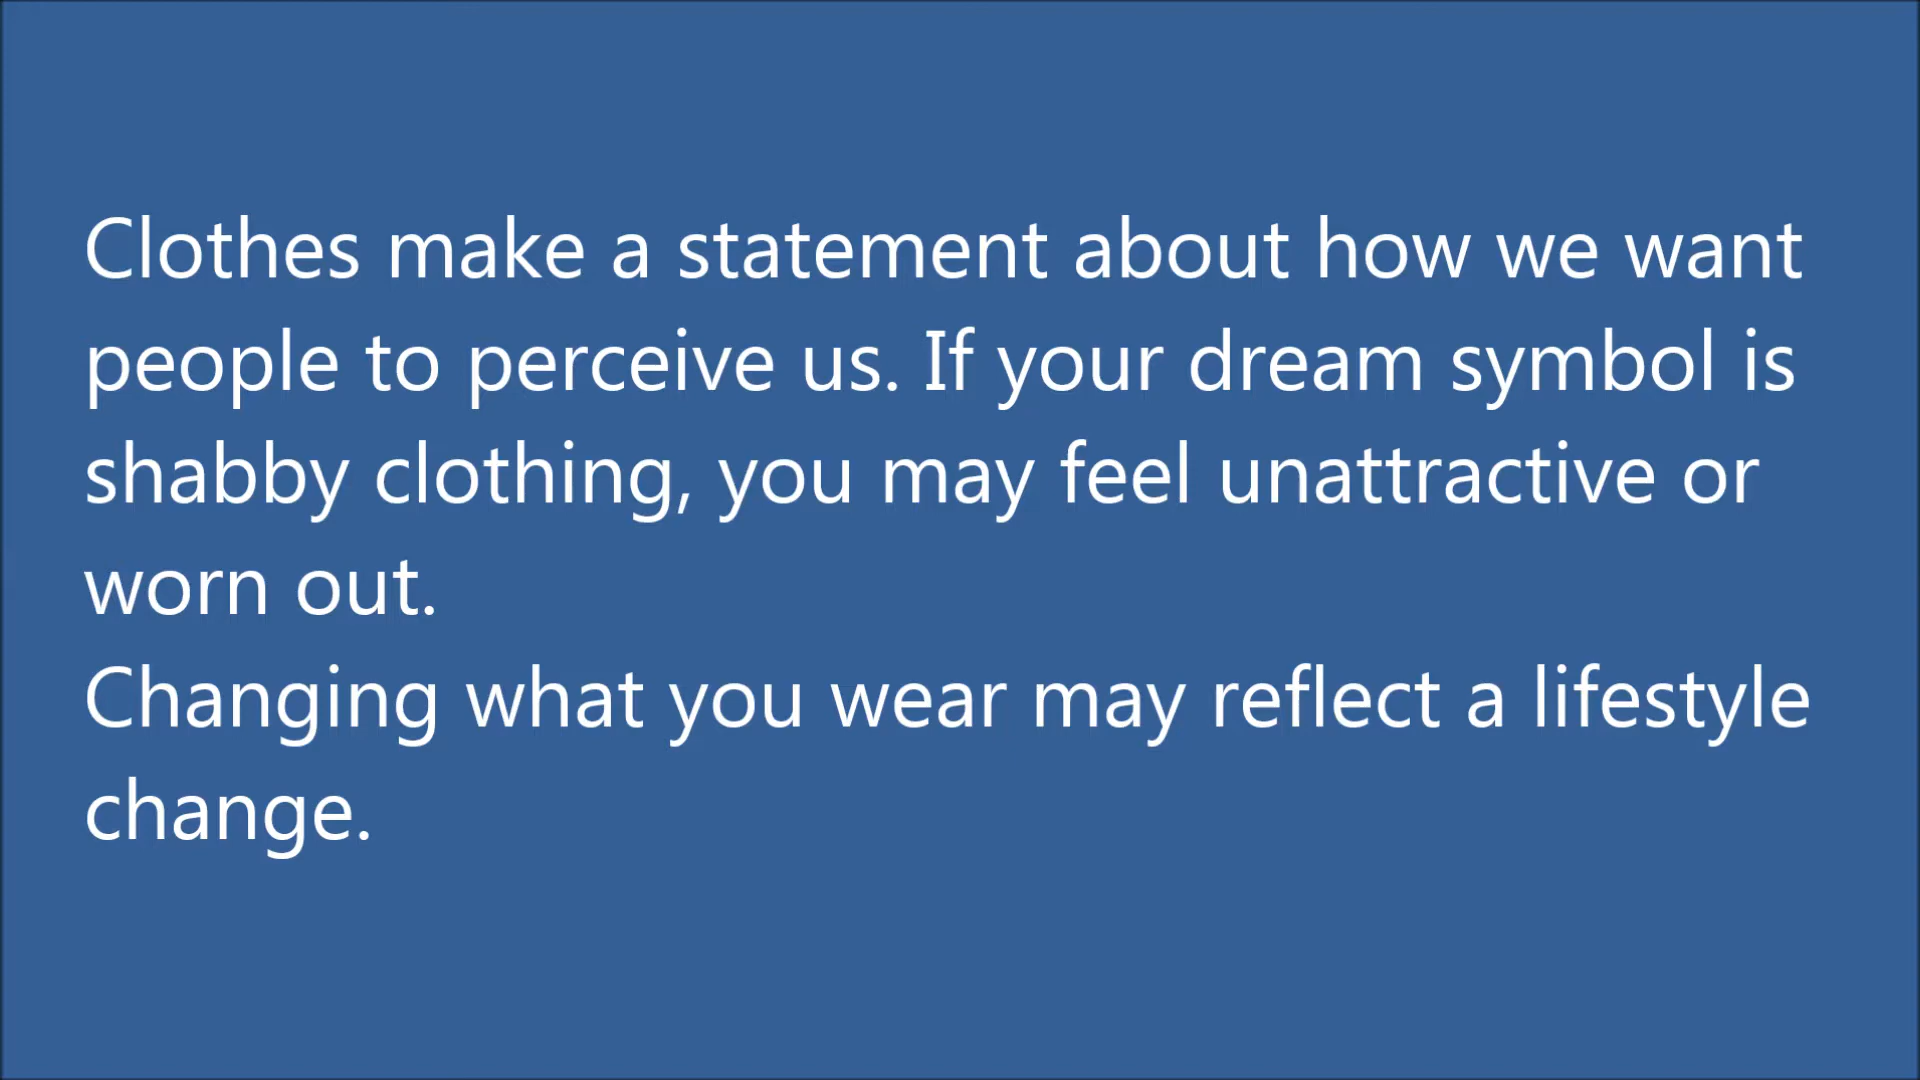 Clothes make a statement about how we want
people to perceive us. If your dream symbol is
shabby clothing, you may feel unattractive or
worn out.
Changing what you wear may reflect a lifestyle
change.